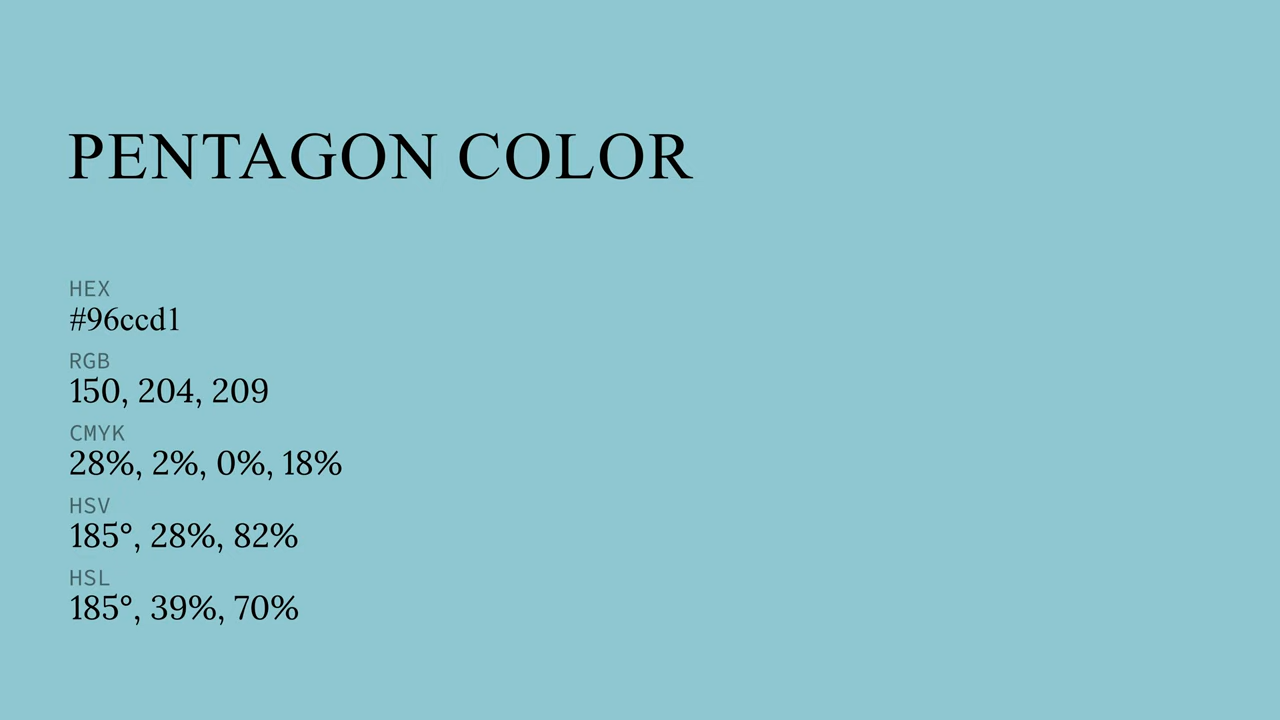 PENTAGON COLOR
HEX
#96ccd1
RGB
150, 204, 209
CMYK
28%, 2%, 0%, 18%
HSV
185°, 28%, 82%
HSL
185°, 39%, 70%